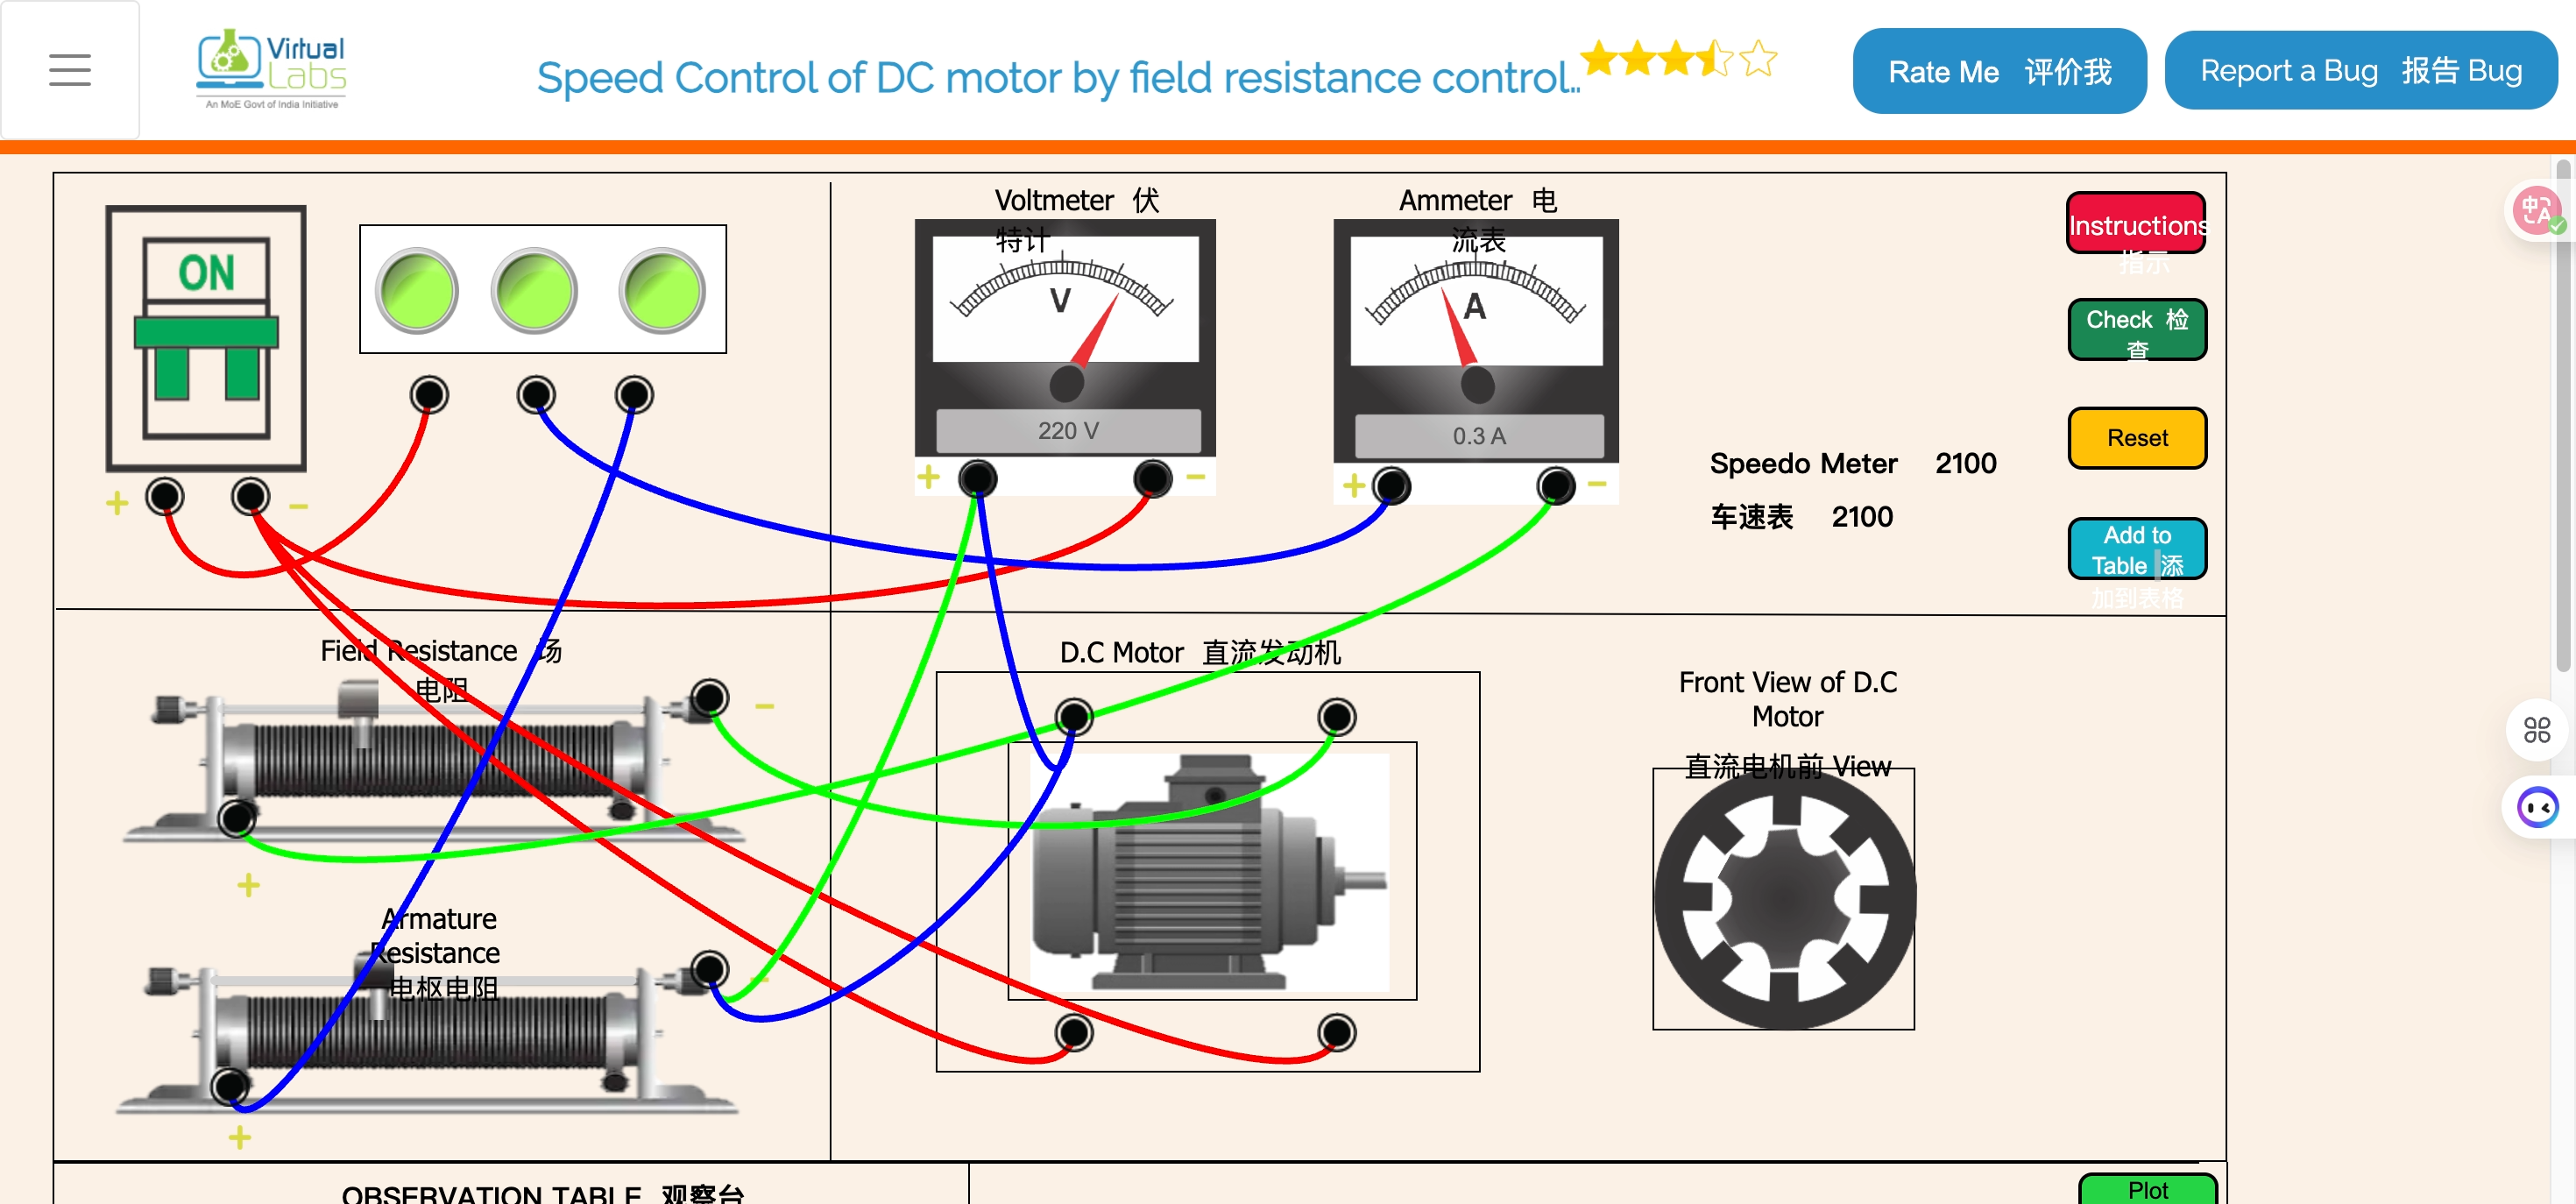 Virtual
Labs
An MoE Govt of India Initiative
Speed Control of DC motor by field resistance control..
Rate Me 评价我
Report a Bug 报告 Bug
ON
+
−
Voltmeter 伏
特计
V
220 V
+
−
Ammeter 电
流表
A
0.3 A
+
−
Speedo Meter 2100
车速表 2100
Instructions
指示
Check 检
查
Reset
Add to
Table 添
加到表格
中
A
Field Resistance 场
电阻
−
+
Armature
Resistance
电枢电阻
−
+
D.C Motor 直流发动机
Front View of D.C
Motor
直流电机前 View
OBSERVATION TABLE 观察台
Plot